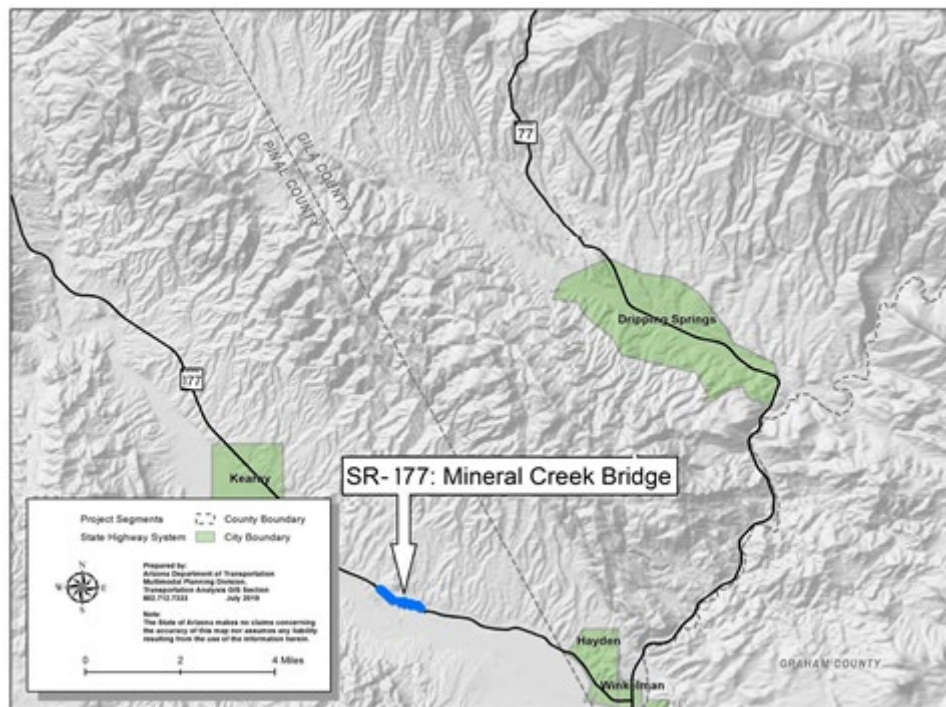 77
GILA COUNTY
PINAL COUNTY
Dripping Springs
177
Kearny
SR-177: Mineral Creek Bridge
Project Segments
County Boundary
State Highway System
City Boundary
N
W
E
S
Prepared by:
Arizona Department of Transportation
Multimodal Planning Division,
Transportation Analysis GIS Section
602.712.7333 July 2019
Note:
The State of Arizona makes no claims concerning
the accuracy of this map nor assumes any liability
resulting from the use of the information herein.
0 2 4 Miles
Hayden
Winkelman
GRAHAM COUNTY